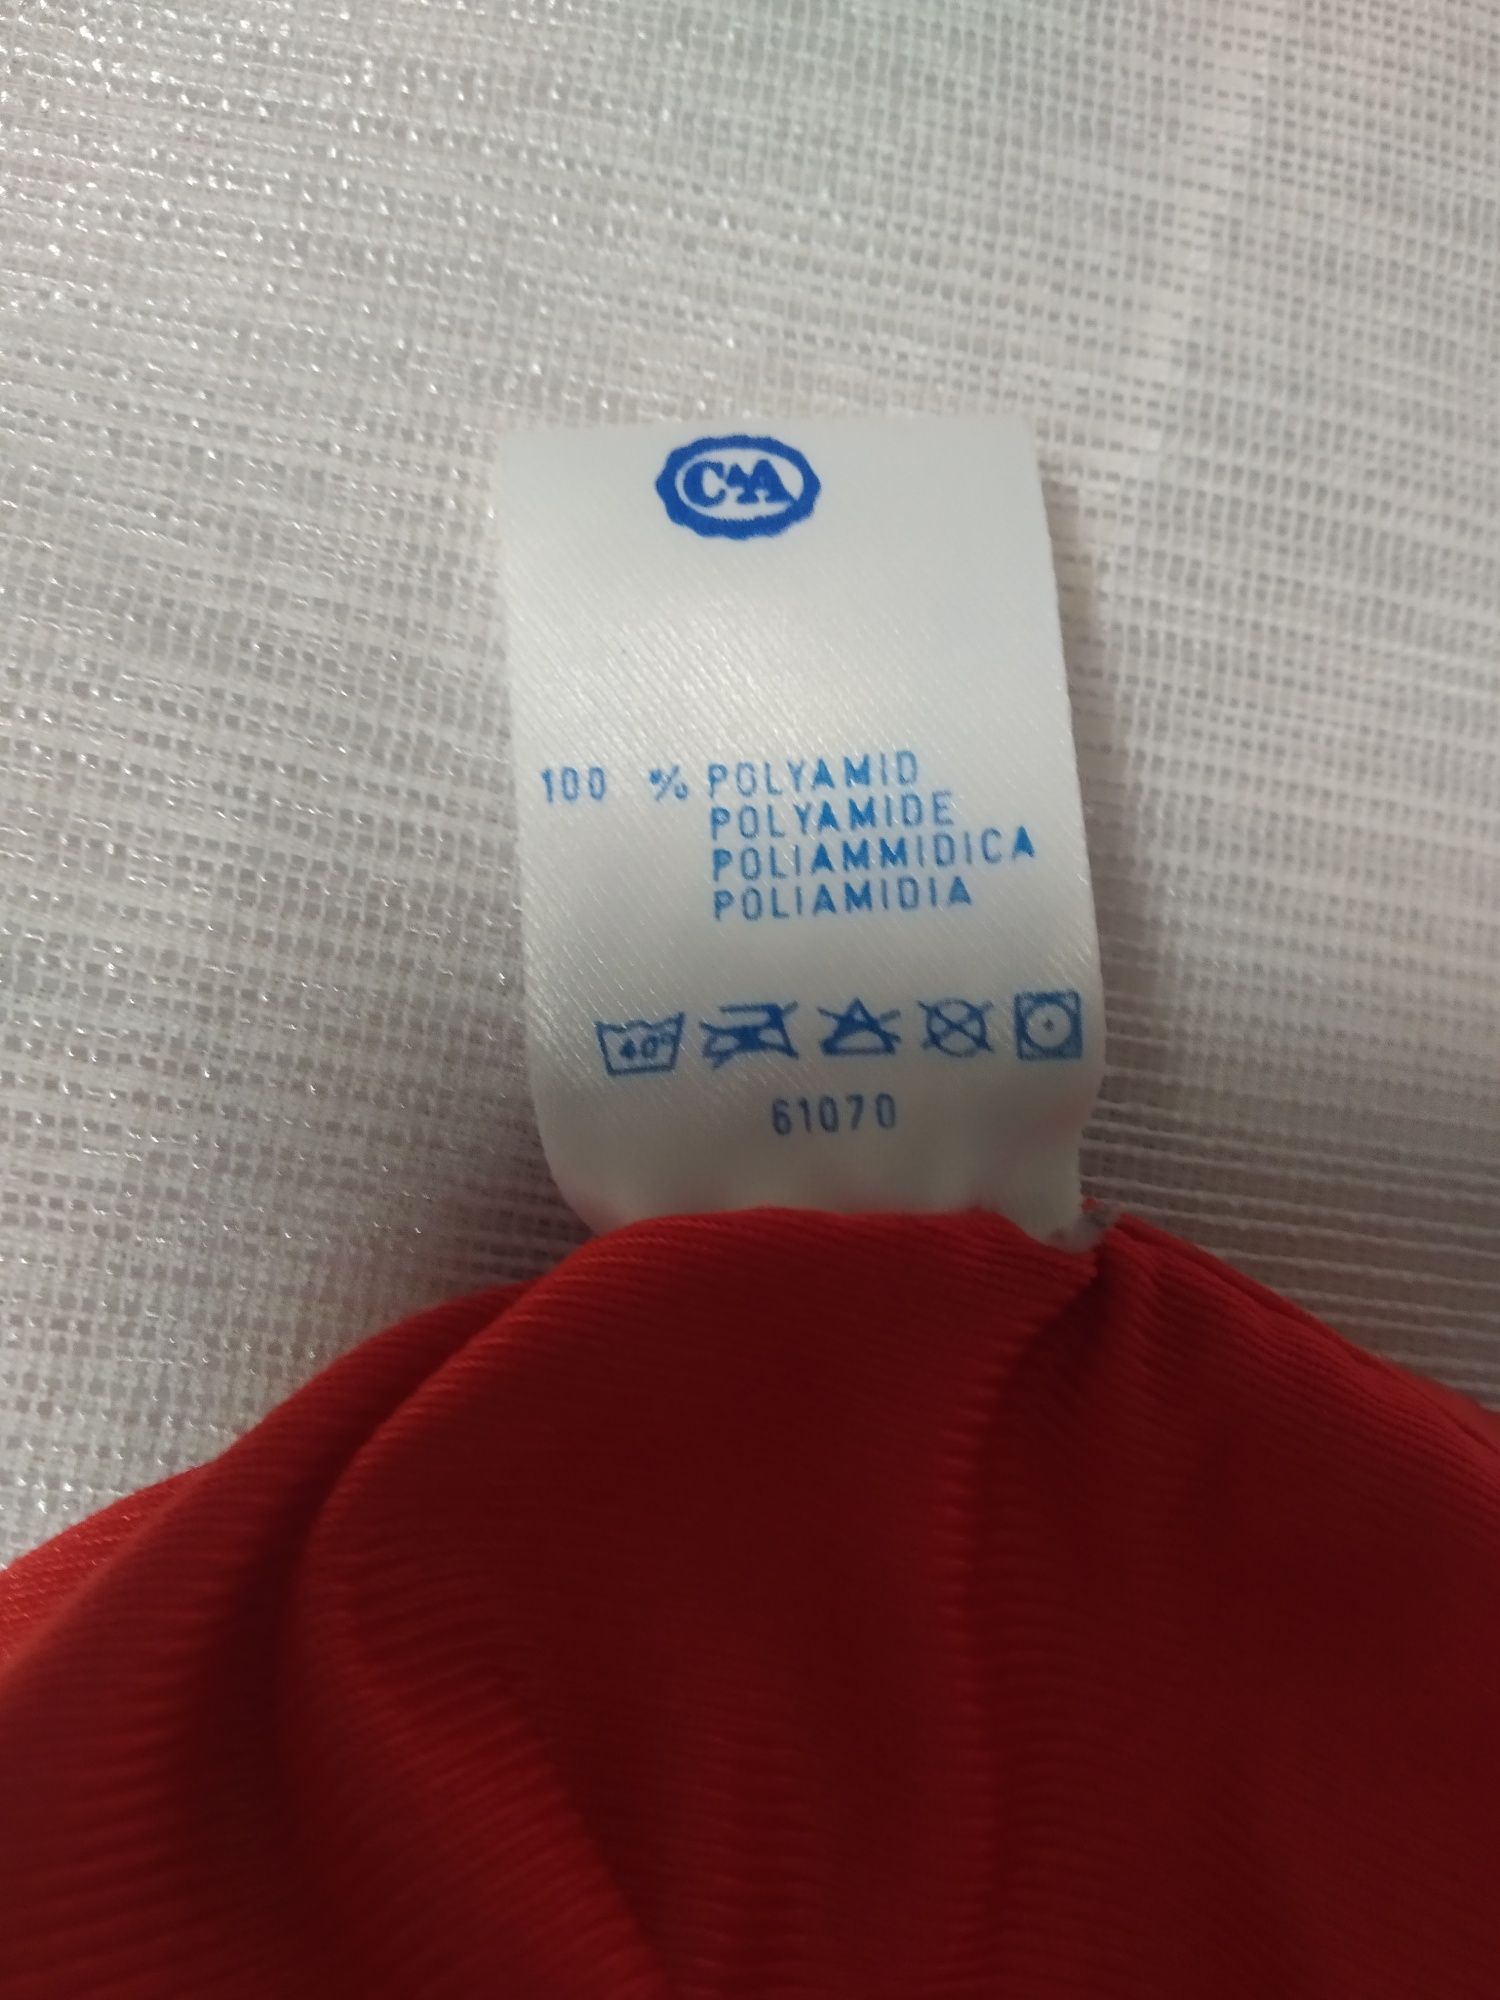 C&A
100 % POLYAMID
POLYAMIDE
POLIAMMIDICA
POLIAMIDIA
40°
61070